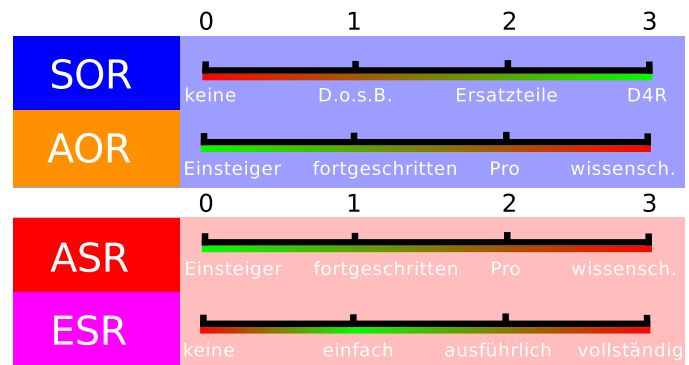 0 1 2 3
SOR
keine D.o.s.B. Ersatzteile D4R
AOR
Einsteiger fortgeschritten Pro wissensch.
0 1 2 3
ASR
Einsteiger fortgeschritten Pro wissensch.
ESR
keine einfach ausführlich vollständig